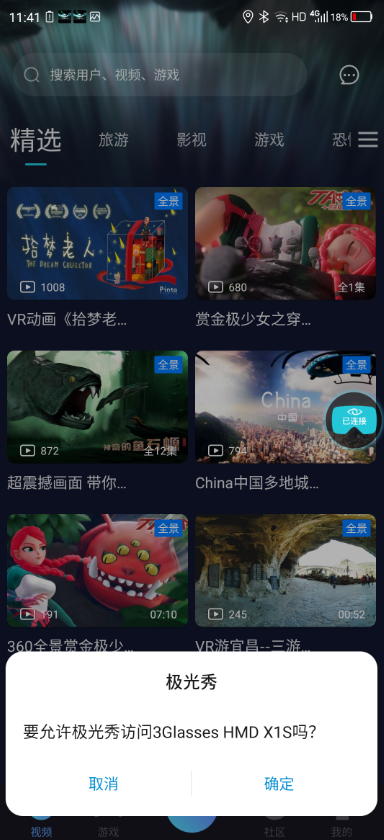 11:41
HD 4G 18%
搜索用户、视频、游戏
精选 旅游 影视 游戏
全景
拾梦老人
THE DREAM COLLECTOR
1008
Pinta
VR动画《拾梦老...
全景
680
全1集
赏金极少女之穿...
全景
872
神奇的鱼石螈!
全12集
超震撼画面 带你...
全景
China
中国
794
已连接
China中国多地城...
全景
191
07:10
360全景赏金极少...
全景
245
00:52
VR游宜昌--三游...
极光秀
要允许极光秀访问3Glasses HMD X1S吗?
取消 确定
视频 游戏 社区 我的